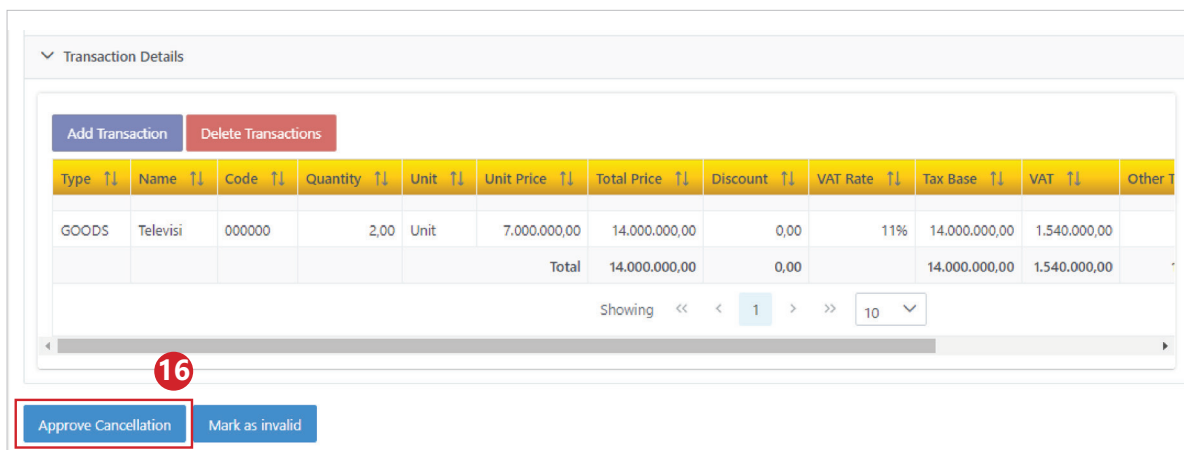 Transaction Details
Add Transaction Delete Transactions
Type Name Code Quantity Unit Unit Price Total Price Discount VAT Rate Tax Base VAT Other T
GOODS Televisi 000000 2,00 Unit 7.000.000,00 14.000.000,00 0,00 11% 14.000.000,00 1.540.000,00
Total 14.000.000,00 0,00 14.000.000,00 1.540.000,00
Showing << < 1 > >> 10
16
Approve Cancellation Mark as invalid